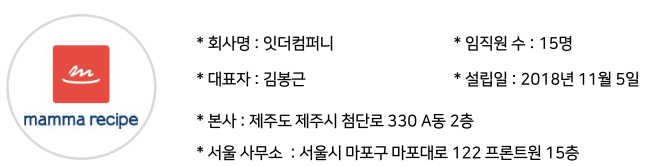 mamma recipe
* 회사명 : 잇더컴퍼니 * 임직원 수 : 15명
* 대표자 : 김봉근 * 설립일 : 2018년 11월 5일
* 본사 : 제주도 제주시 첨단로 330 A동 2층
* 서울 사무소 : 서울시 마포구 마포대로 122 프론트원 15층